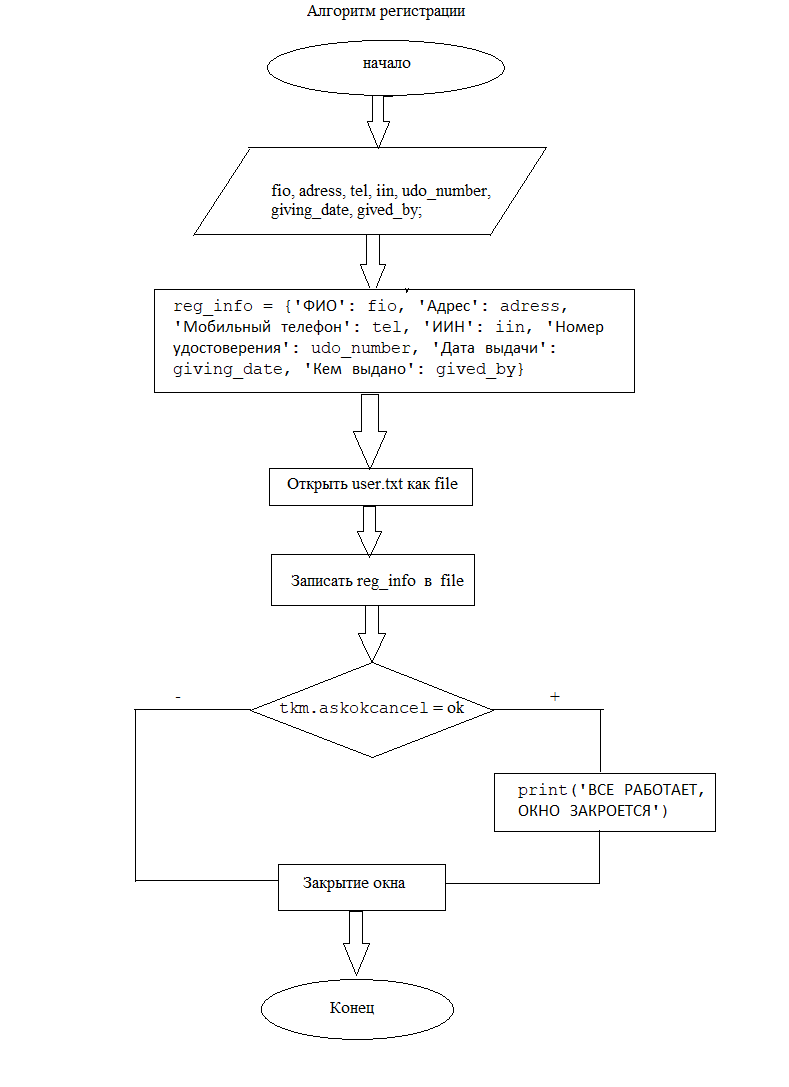 Алгоритм регистрации
начало
fio, adress, tel, iin, udo_number,
giving_date, gived_by;
reg_info = {'ФИО': fio, 'Адрес': adress,
'Мобильный телефон': tel, 'ИИН': iin, 'Номер
удостоверения': udo_number, 'Дата выдачи':
giving_date, 'Кем выдано': gived_by}
Открыть user.txt как file
Записать reg_info в file
tkm.askokcancel = ok
-
+
print('ВСЕ РАБОТАЕТ,
ОКНО ЗАКРОЕТСЯ')
Закрытие окна
Конец